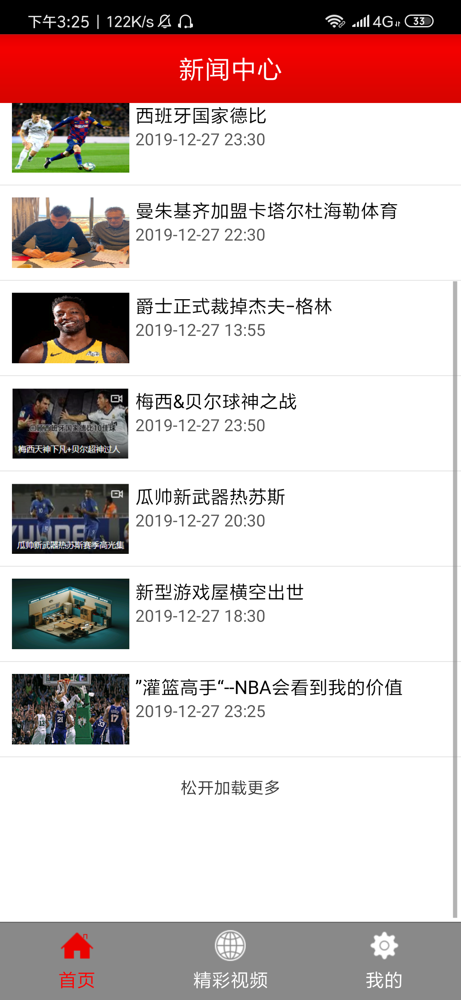 下午3:25 | 122K/s
4G
33
新闻中心
西班牙国家德比
2019-12-27 23:30
曼朱基齐加盟卡塔尔杜海勒体育
2019-12-27 22:30
爵士正式裁掉杰夫-格林
2019-12-27 13:55
梅西&贝尔球神之战
2019-12-27 23:50
回顾西班牙国家德比10佳球
梅西天神下凡+贝尔超神过人
瓜帅新武器热苏斯
2019-12-27 20:30
瓜帅新武器热苏斯赛季高光集
新型游戏屋横空出世
2019-12-27 18:30
”灌篮高手“--NBA会看到我的价值
2019-12-27 23:25
13
21
33
17
松开加载更多
首页
精彩视频
我的